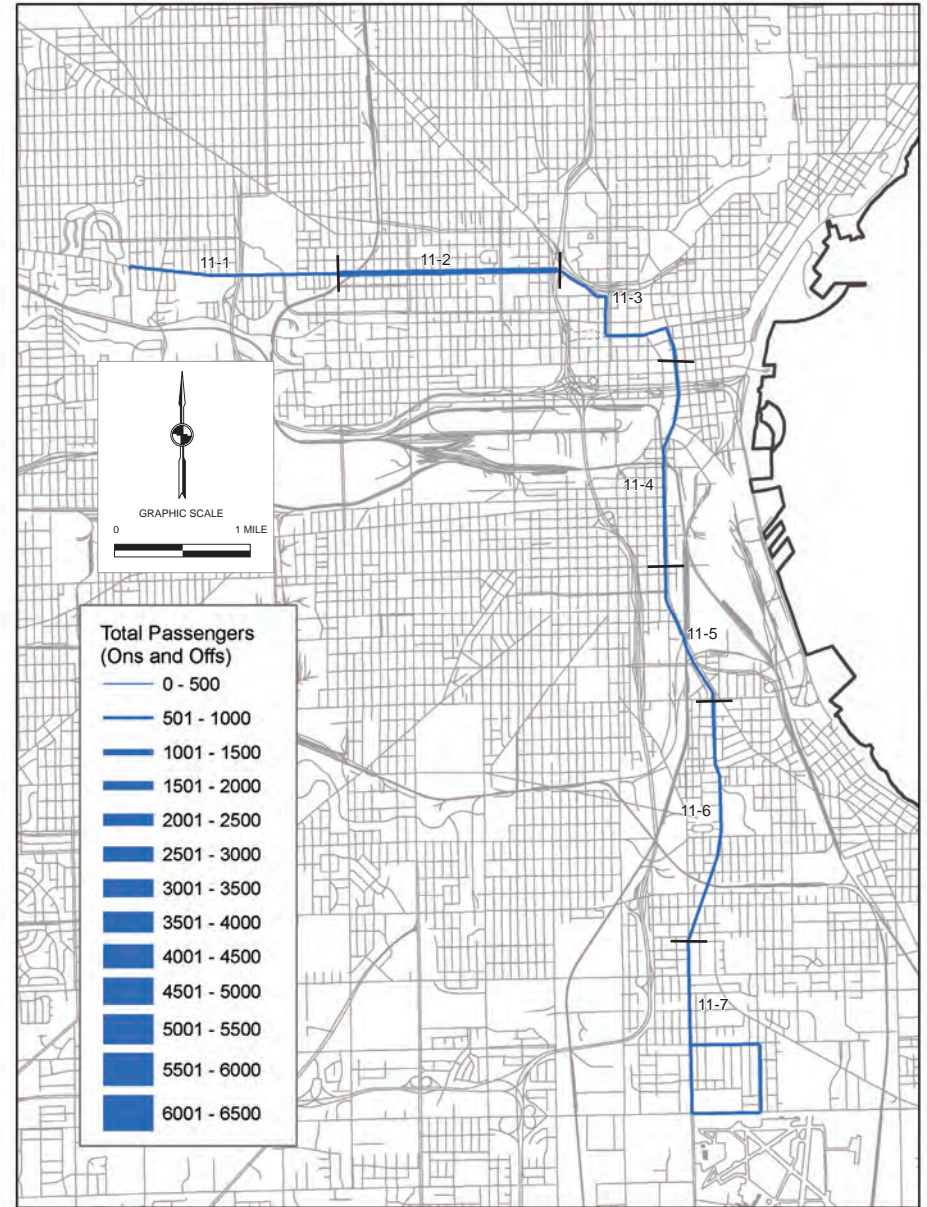 11-1
11-2
11-3
GRAPHIC SCALE
0 1 MILE
11-4
11-5
Total Passengers
(Ons and Offs)
0 - 500
501 - 1000
1001 - 1500
1501 - 2000
2001 - 2500
2501 - 3000
3001 - 3500
3501 - 4000
4001 - 4500
4501 - 5000
5001 - 5500
5501 - 6000
6001 - 6500
11-6
11-7